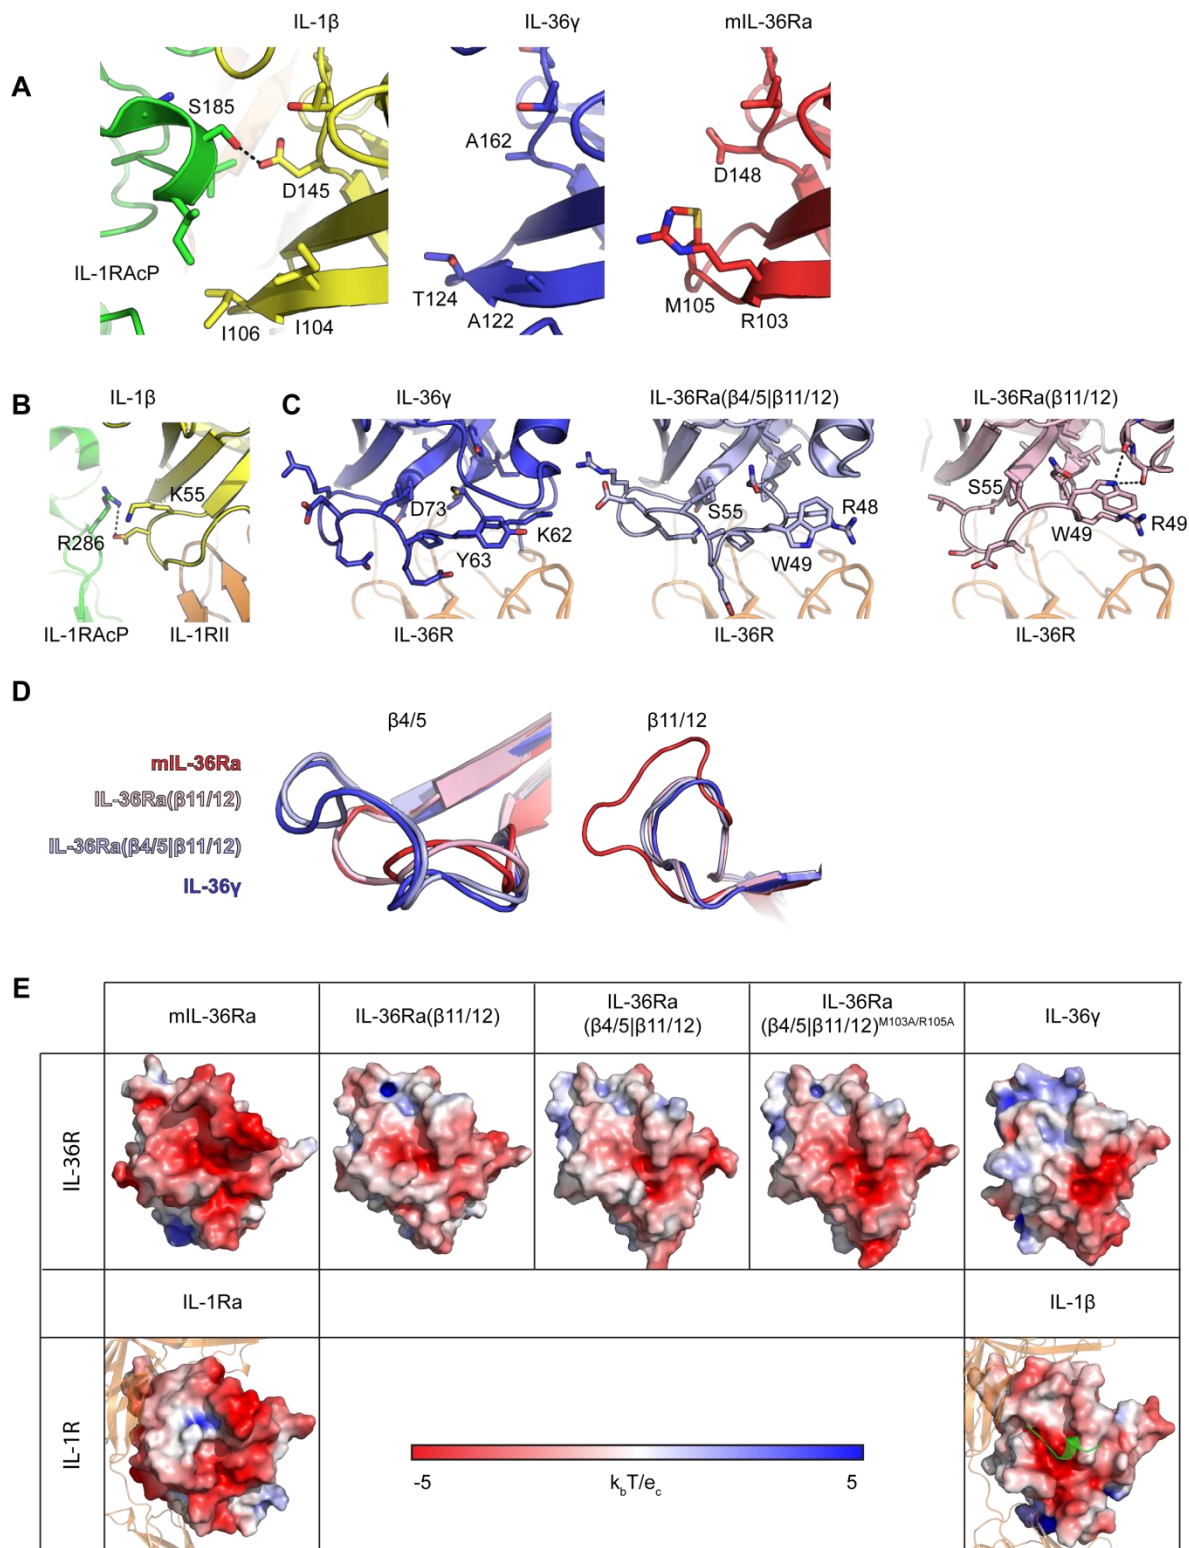 A
IL-1β
IL-36γ
mIL-36Ra
S185
D145
IL-1RAcP
I106
I104
A162
T124
A122
D148
M105
R103
B
IL-1β
K55
R286
IL-1RAcP
IL-1RII
C
IL-36γ
IL-36Ra(β4/5|β11/12)
IL-36Ra(β11/12)
D73
K62
Y63
IL-36R
S55
R48
W49
IL-36R
S55
W49
R49
IL-36R
D
β4/5
β11/12
mIL-36Ra
IL-36Ra(β11/12)
IL-36Ra(β4/5|β11/12)
IL-36γ
E
mIL-36Ra
IL-36Ra(β11/12)
IL-36Ra
(β4/5|β11/12)
IL-36Ra
(β4/5|β11/12)M103A/R105A
IL-36γ
IL-36R
IL-1Ra
IL-1β
IL-1R
-5
kbT/ec
5